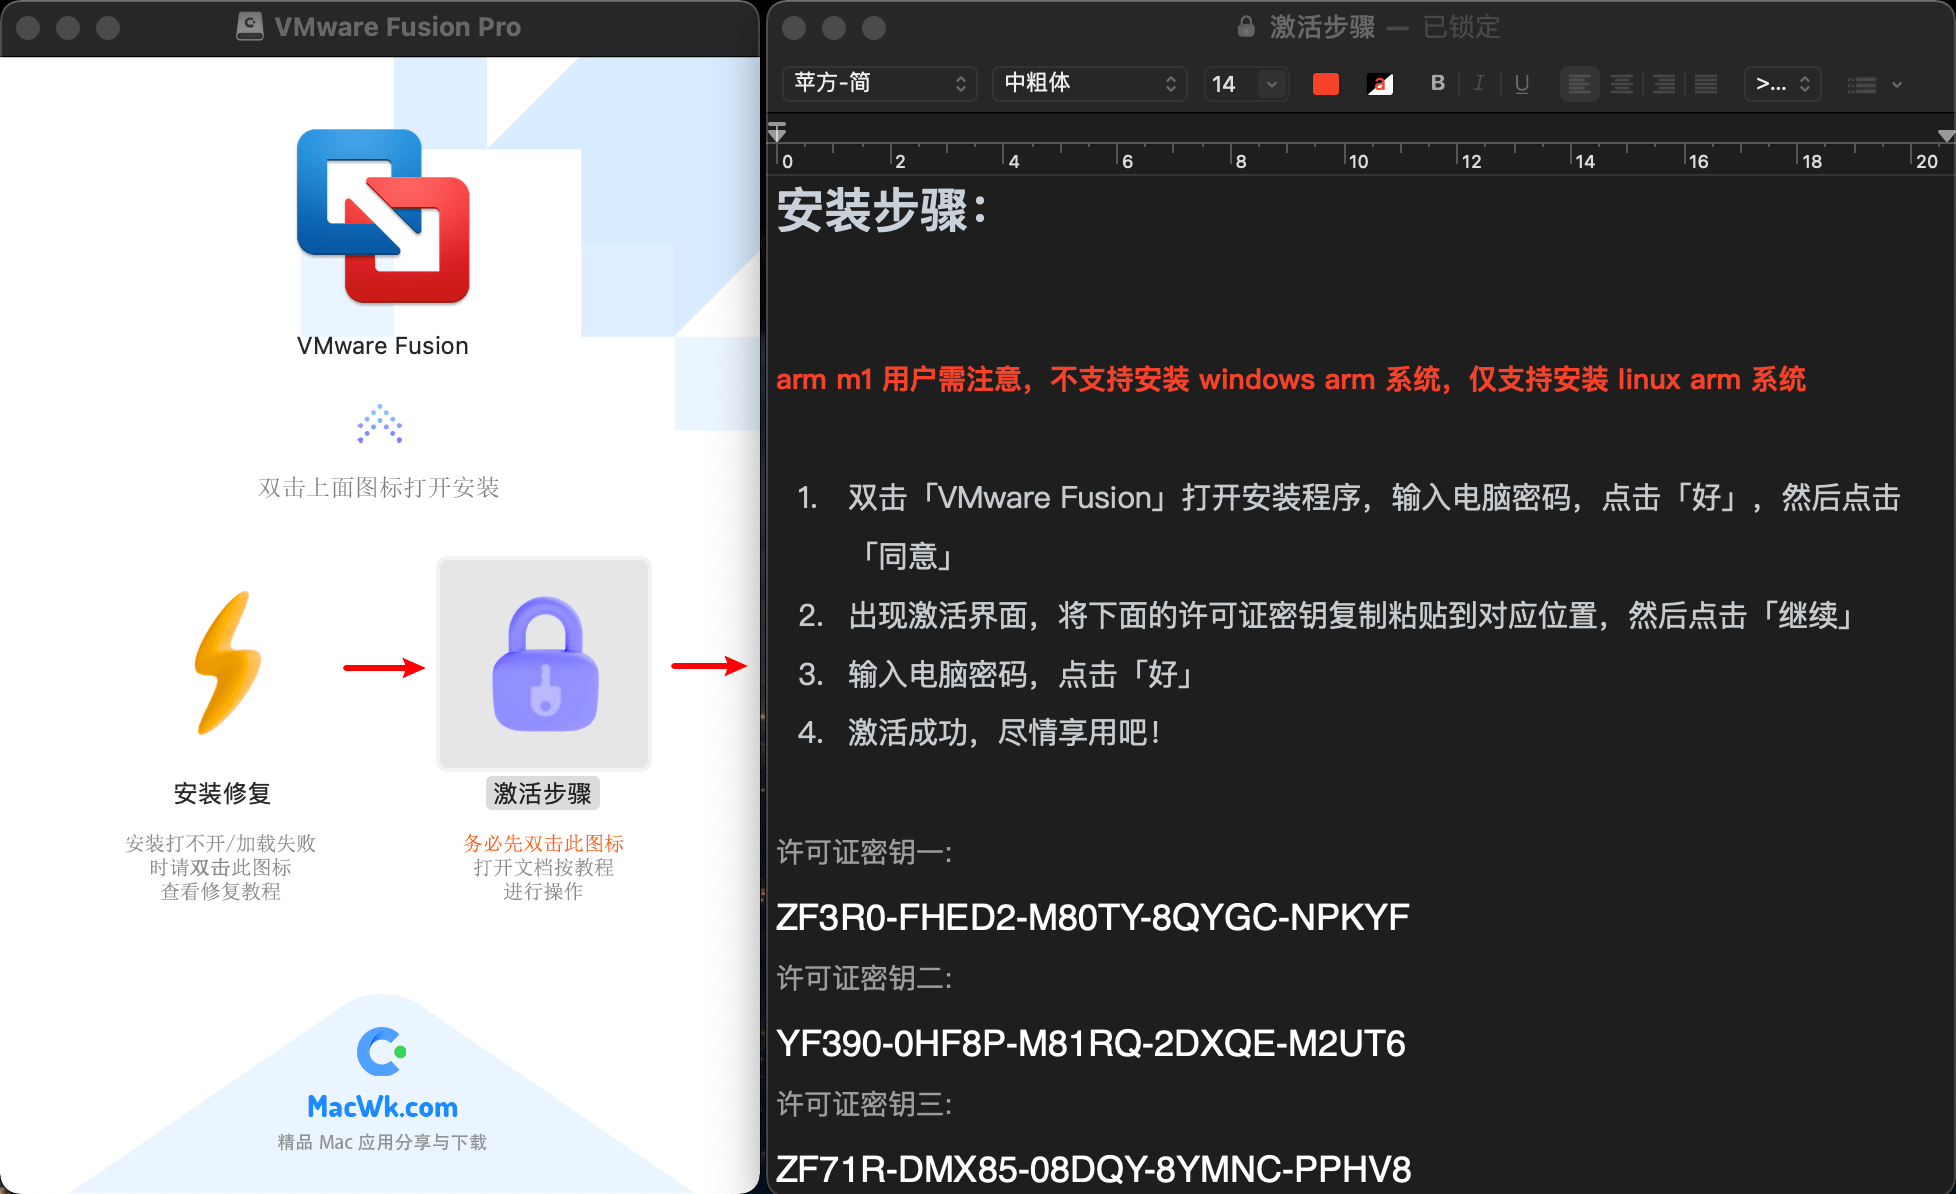 VMware Fusion Pro
VMware Fusion
双击上面图标打开安装
安装修复
安装打不开/加载失败
时请双击此图标
查看修复教程
激活步骤
务必先双击此图标
打开文档按教程
进行操作
MacWk.com
精品 Mac 应用分享与下载
激活步骤 — 已锁定
苹方-简 中粗体 14 a B I U >...
0 2 4 6 8 10 12 14 16 18 20
安装步骤：
arm m1 用户需注意，不支持安装 windows arm 系统，仅支持安装 linux arm 系统
1. 双击「VMware Fusion」打开安装程序，输入电脑密码，点击「好」，然后点击
「同意」
2. 出现激活界面，将下面的许可证密钥复制粘贴到对应位置，然后点击「继续」
3. 输入电脑密码，点击「好」
4. 激活成功，尽情享用吧！
许可证密钥一:
ZF3R0-FHED2-M80TY-8QYGC-NPKYF
许可证密钥二:
YF390-0HF8P-M81RQ-2DXQE-M2UT6
许可证密钥三:
ZF71R-DMX85-08DQY-8YMNC-PPHV8